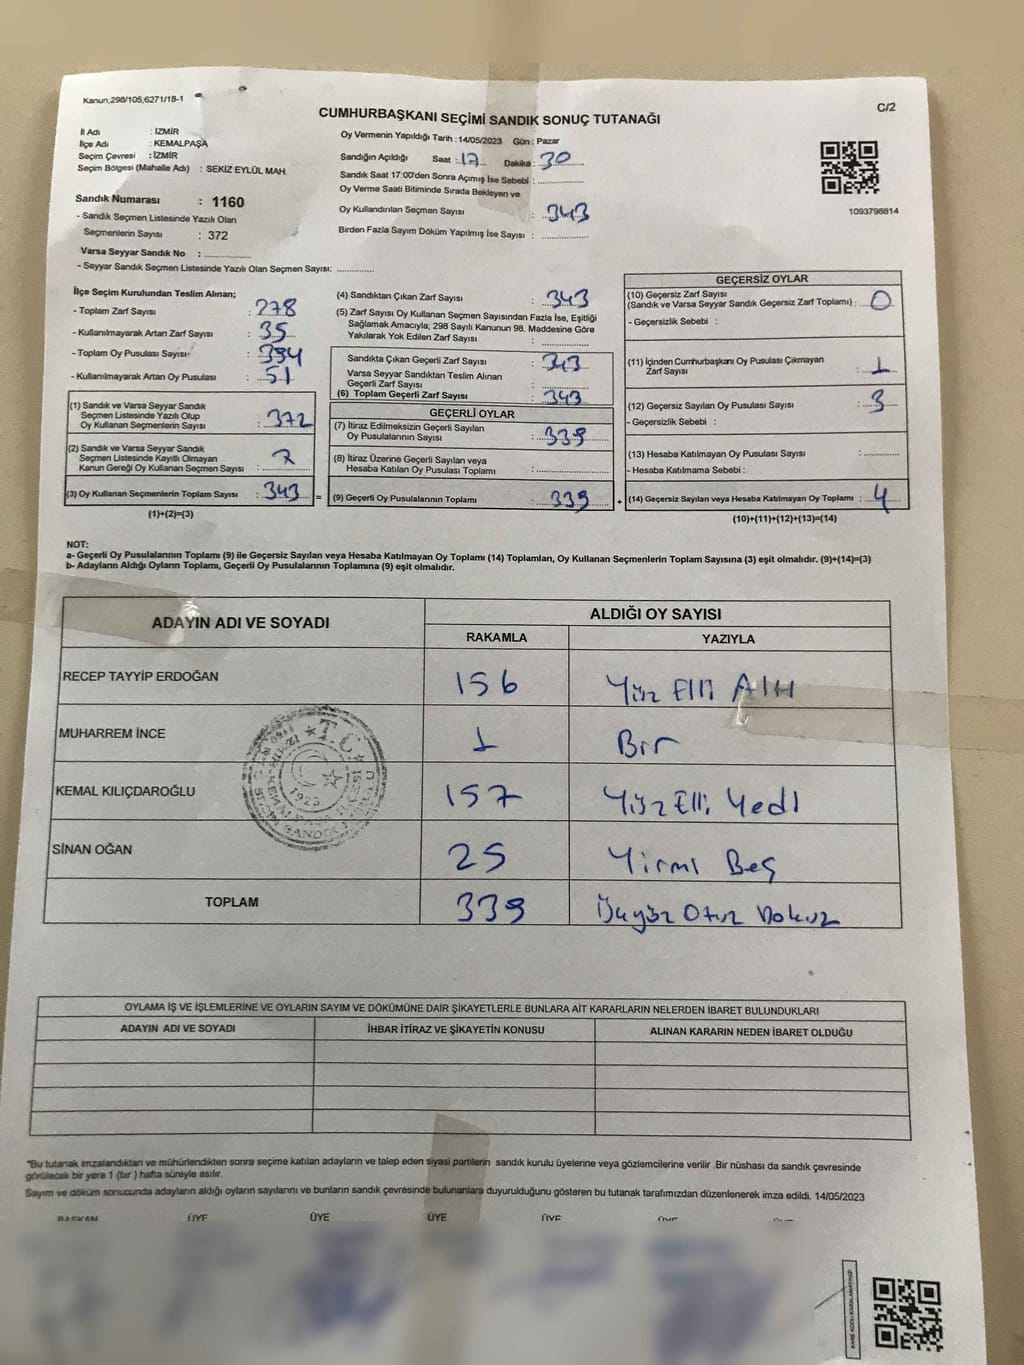 Kanun;298/105;6271/18-1
C/2
CUMHURBAŞKANI SEÇİMİ SANDIK SONUÇ TUTANAĞI
İl Adı : İZMİR
İlçe Adı : KEMALPAŞA
Seçim Çevresi : İZMİR
Seçim Bölgesi (Mahalle Adı) : SEKİZ EYLÜL MAH.
Sandık Numarası : 1160
- Sandık Seçmen Listesinde Yazılı Olan
Seçmenlerin Sayısı : 372
Varsa Seyyar Sandık No : ..............
- Seyyar Sandık Seçmen Listesinde Yazılı Olan Seçmen Sayısı: ............
Oy Vermenin Yapıldığı Tarih : 14/05/2023 Gün : Pazar
Sandığın Açıldığı Saat : 17 Dakika : 30
Sandık Saat 17:00'den Sonra Açımış İse Sebebi : ..............
Oy Verme Saati Bitiminde Sırada Bekleyen ve
Oy Kullandırılan Seçmen Sayısı : 343
Birden Fazla Sayım Döküm Yapılmış İse Sayısı : ..............
1093798814
İlçe Seçim Kurulundan Teslim Alınan;
- Toplam Zarf Sayısı : 278
- Kullanılmayarak Artan Zarf Sayısı : 35
- Toplam Oy Pusulası Sayısı : 394
- Kullanılmayarak Artan Oy Pusulası : 51
(1) Sandık ve Varsa Seyyar Sandık
Seçmen Listesinde Yazılı Olup
Oy Kullanan Seçmenlerin Sayısı : 372
(2) Sandık ve Varsa Seyyar Sandık
Seçmen Listesinde Kayıtlı Olmayan
Kanun Gereği Oy Kullanan Seçmen Sayısı : 7
(3) Oy Kullanan Seçmenlerin Toplam Sayısı : 343 =
(1)+(2)=(3)
(4) Sandıktan Çıkan Zarf Sayısı : 343
(5) Zarf Sayısı Oy Kullanan Seçmen Sayısından Fazla İse, Eşitliği
Sağlamak Amacıyla; 298 Sayılı Kanunun 98. Maddesine Göre
Yakılarak Yok Edilen Zarf Sayısı : ..............
Sandıkta Çıkan Geçerli Zarf Sayısı : 343
Varsa Seyyar Sandıktan Teslim Alınan
Geçerli Zarf Sayısı : ..............
(6) Toplam Geçerli Zarf Sayısı : 343
GEÇERLİ OYLAR
(7) İtiraz Edilmeksizin Geçerli Sayılan
Oy Pusulalarının Sayısı : 339
(8) İtiraz Üzerine Geçerli Sayılan veya
Hesaba Katılan Oy Pusulası Toplamı : ..............
(9) Geçerli Oy Pusulalarının Toplamı : 339 +
GEÇERSİZ OYLAR
(10) Geçersiz Zarf Sayısı
(Sandık ve Varsa Seyyar Sandık Geçersiz Zarf Toplamı) : 0
- Geçersizlik Sebebi :
(11) İçinden Cumhurbaşkanı Oy Pusulası Çıkmayan
Zarf Sayısı : 1
(12) Geçersiz Sayılan Oy Pusulası Sayısı : 3
- Geçersizlik Sebebi :
(13) Hesaba Katılmayan Oy Pusulası Sayısı : ..............
- Hesaba Katılmama Sebebi :
(14) Geçersiz Sayılan veya Hesaba Katılmayan Oy Toplamı : 4
(10)+(11)+(12)+(13)=(14)
NOT:
a- Geçerli Oy Pusulalarının Toplamı (9) ile Geçersiz Sayılan veya Hesaba Katılmayan Oy Toplamı (14) Toplamları, Oy Kullanan Seçmenlerin Toplam Sayısına (3) eşit olmalıdır. (9)+(14)=(3)
b- Adayların Aldığı Oyların Toplamı, Geçerli Oy Pusulalarının Toplamına (9) eşit olmalıdır.
ADAYIN ADI VE SOYADI
ALDIĞI OY SAYISI
RAKAMLA YAZIYLA
RECEP TAYYİP ERDOĞAN 156 Yüz Elli Altı
MUHARREM İNCE 1 Bir
KEMAL KILIÇDAROĞLU 157 Yüz Elli Yedi
SİNAN OĞAN 25 Yirmi Beş
TOPLAM 339 Üçyüz Otuz Dokuz
T.C.
1923
OYLAMA İŞ VE İŞLEMLERİNE VE OYLARIN SAYIM VE DÖKÜMÜNE DAİR ŞİKAYETLERLE BUNLARA AİT KARARLARIN NELERDEN İBARET BULUNDUKLARI
ADAYIN ADI VE SOYADI İHBAR İTİRAZ VE ŞİKAYETİN KONUSU ALINAN KARARIN NEDEN İBARET OLDUĞU
*Bu tutanak imzalandıktan ve mühürlendikten sonra seçime katılan adayların ve talep eden siyasi partilerin sandık kurulu üyelerine veya gözlemcilerine verilir .Bir nüshası da sandık çevresinde
görülecek bir yere 1 (bir ) hafta süreyle asılır.
Sayım ve döküm sonucunda adayların aldığı oyların sayılarını ve bunların sandık çevresinde bulunanlara duyurulduğunu gösteren bu tutanak tarafımızdan düzenlenerek imza edildi. 14/05/2023
BAŞKAN ÜYE ÜYE ÜYE ÜYE ÜYE ÜYE
KARE KODU KARALAMAYINIZ!